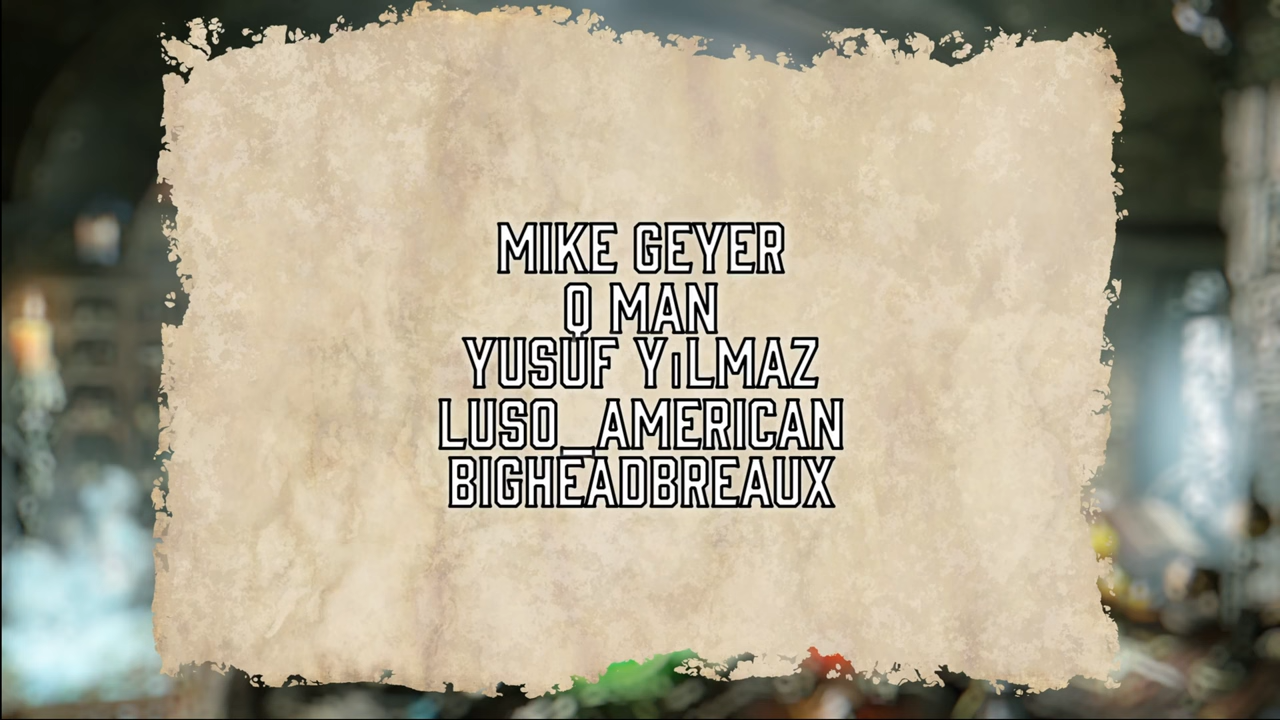 MIKE GEYER
Q MAN
YUSUF YıLMAZ
LUSO_AMERICAN
BIGHEADBREAUX